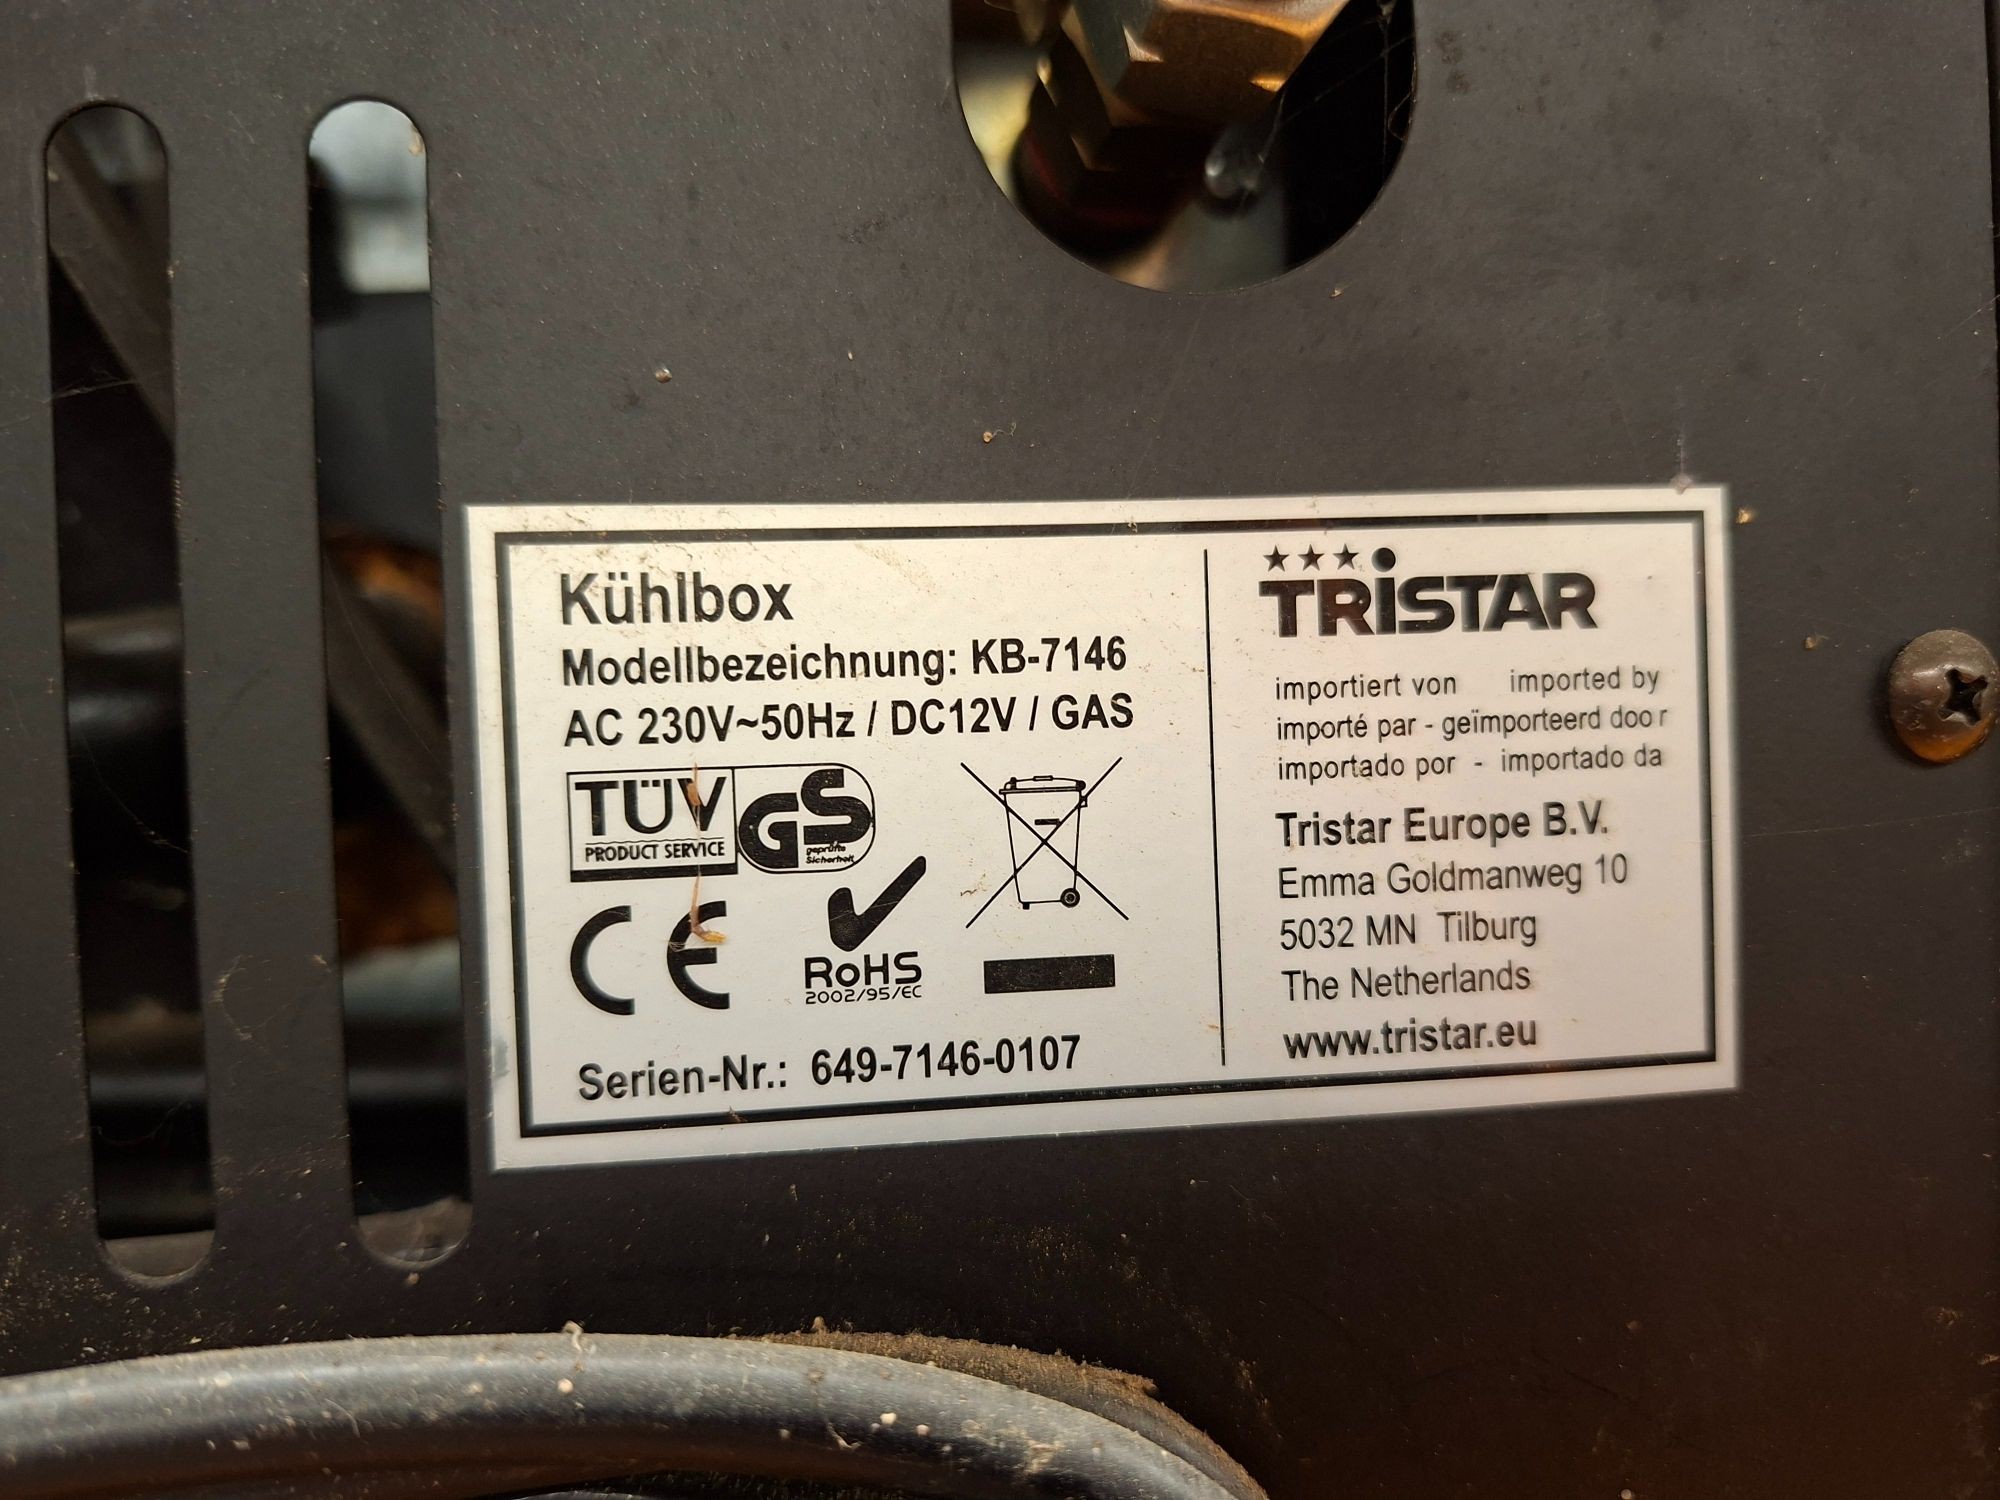 Kühlbox
Modellbezeichnung: KB-7146
AC 230V~50Hz / DC12V / GAS
TÜV
PRODUCT SERVICE
GS
geprüfte
Sicherheit
CE
RoHS
2002/95/EC
Serien-Nr.: 649-7146-0107
TRiSTAR
importiert von imported by
importé par - geïmporteerd door
importado por - importado da
Tristar Europe B.V.
Emma Goldmanweg 10
5032 MN Tilburg
The Netherlands
www.tristar.eu